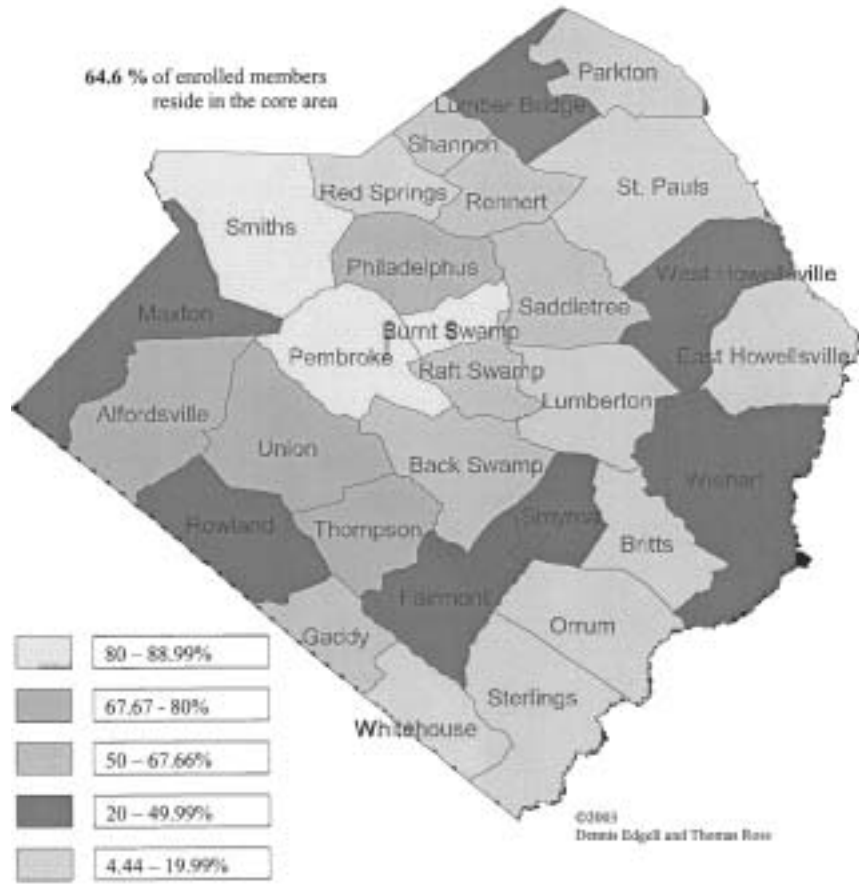 64.6 % of enrolled members
reside in the core area
Parkton
Lumber Bridge
Shannon
St. Pauls
Red Springs
Rennert
Smiths
Philadelphus
West Howellsville
Saddletree
Maxton
Burnt Swamp
Pembroke
East Howellsville
Raft Swamp
Lumberton
Alfordsville
Union
Back Swamp
Wishart
Smyrna
Rowland
Thompson
Britts
Fairmont
Orrum
Gaddy
Sterlings
Whitehouse
80 – 88.99%
67.67 - 80%
50 – 67.66%
20 – 49.99%
4.44 – 19.99%
©2003
Dennis Edgell and Thomas Ross